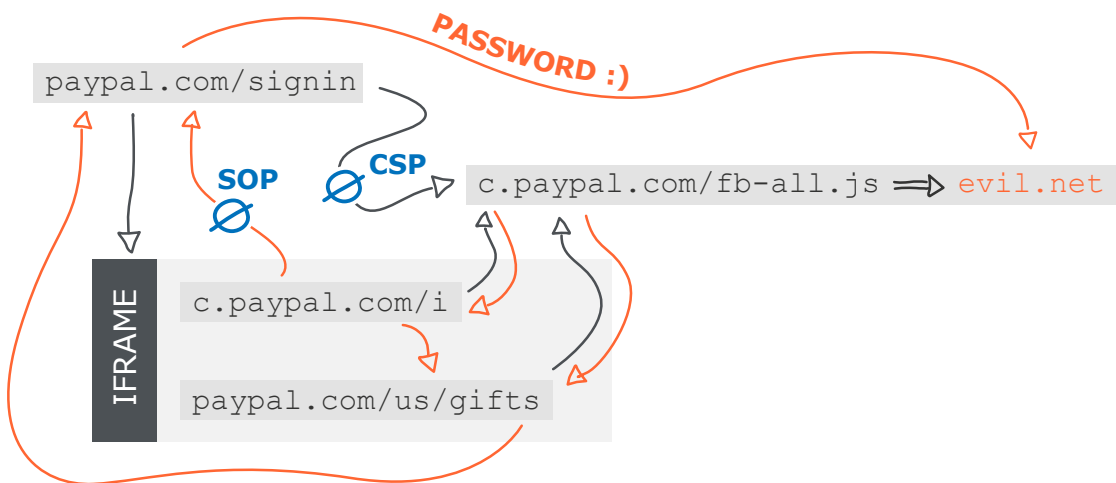 PASSWORD :)
paypal.com/signin
CSP
SOP
c.paypal.com/fb-all.js ⇒ evil.net
IFRAME
c.paypal.com/i
paypal.com/us/gifts